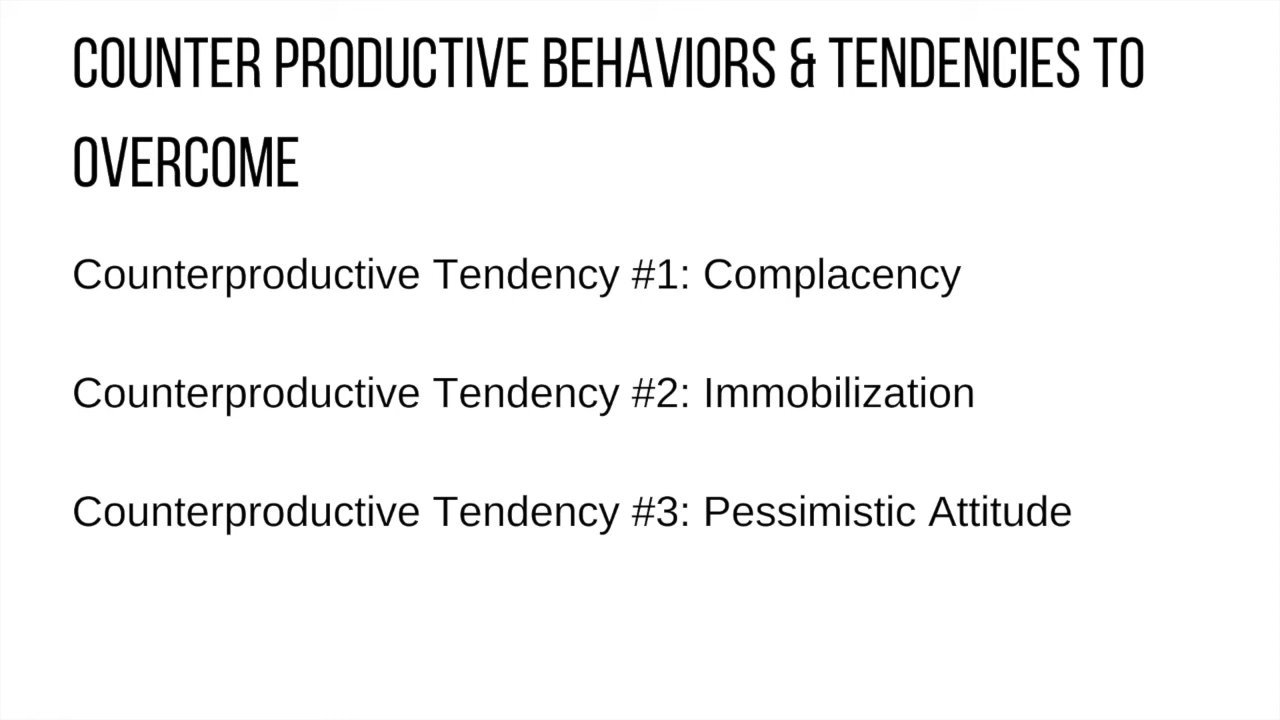 COUNTER PRODUCTIVE BEHAVIORS & TENDENCIES TO
OVERCOME
Counterproductive Tendency #1: Complacency
Counterproductive Tendency #2: Immobilization
Counterproductive Tendency #3: Pessimistic Attitude